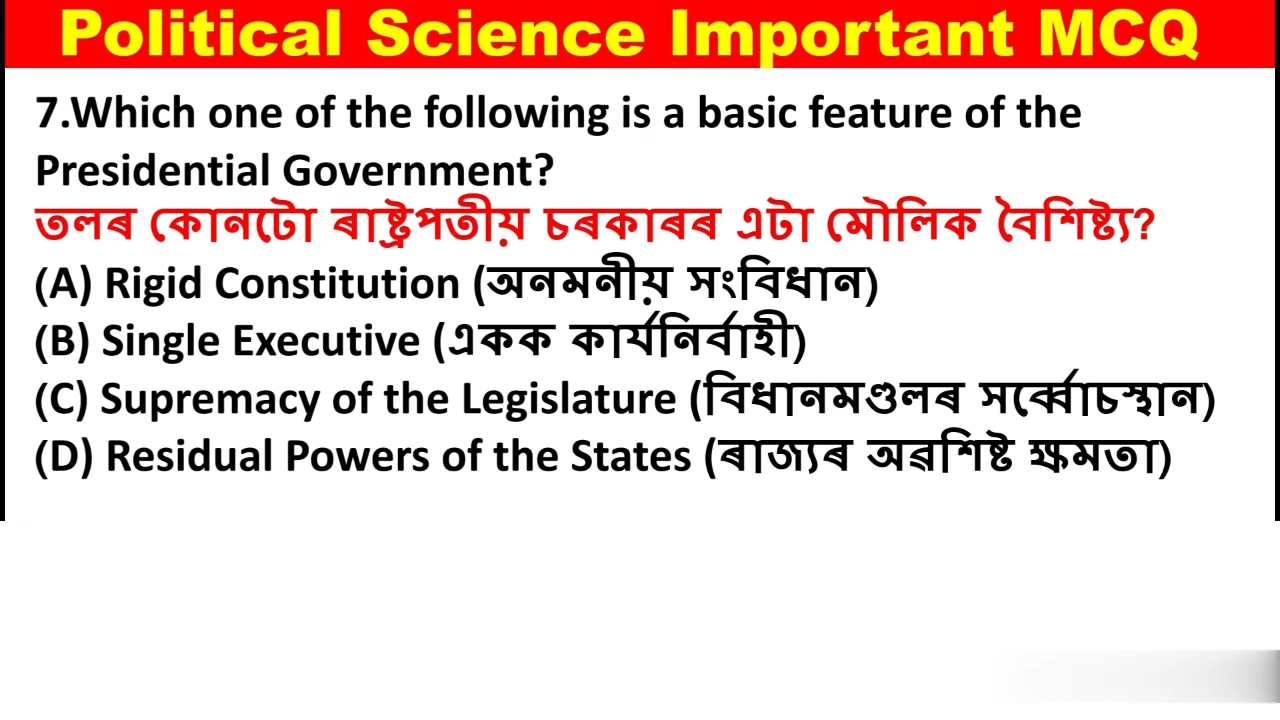 Political Science Important MCQ
7.Which one of the following is a basic feature of the
Presidential Government?
তলৰ কোনটো ৰাষ্ট্ৰপতীয় চৰকাৰৰ এটা মৌলিক বৈশিষ্ট্য?
(A) Rigid Constitution (অনমনীয় সংবিধান)
(B) Single Executive (একক কাৰ্যনিৰ্বাহী)
(C) Supremacy of the Legislature (বিধানমণ্ডলৰ সৰ্ব্বোচস্থান)
(D) Residual Powers of the States (ৰাজ্যৰ অৱশিষ্ট ক্ষমতা)